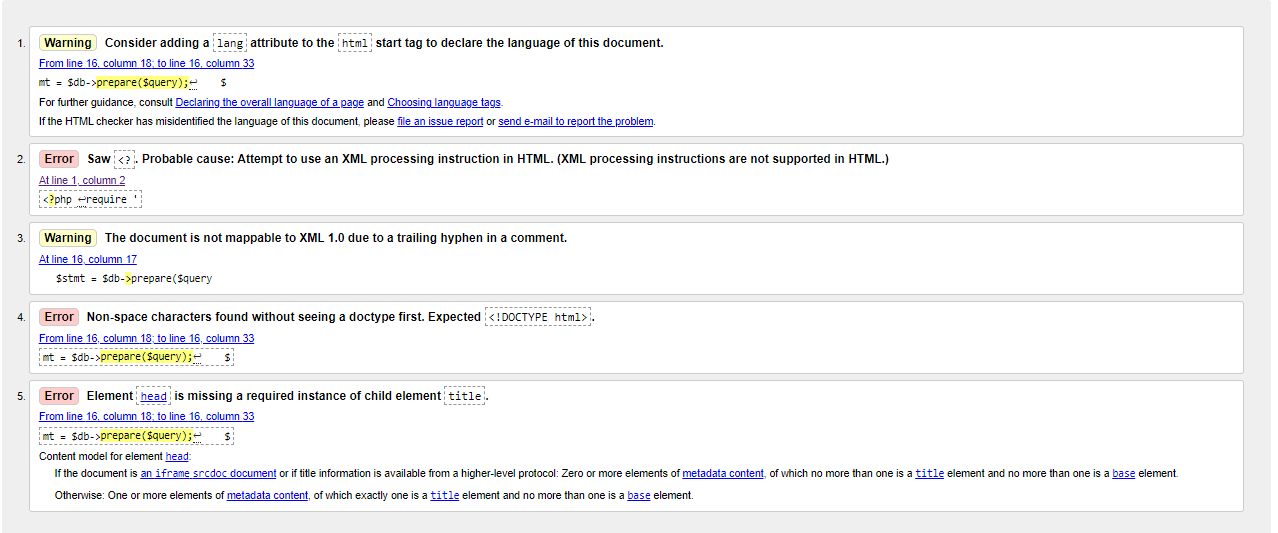 1. Warning Consider adding a lang attribute to the html start tag to declare the language of this document.
From line 16, column 18; to line 16, column 33
mt = $db->prepare($query);↩    $
For further guidance, consult Declaring the overall language of a page and Choosing language tags.
If the HTML checker has misidentified the language of this document, please file an issue report or send e-mail to report the problem.
2. Error Saw <?. Probable cause: Attempt to use an XML processing instruction in HTML. (XML processing instructions are not supported in HTML.)
At line 1, column 2
<?php ↩require '
3. Warning The document is not mappable to XML 1.0 due to a trailing hyphen in a comment.
At line 16, column 17
$stmt = $db->prepare($query
4. Error Non-space characters found without seeing a doctype first. Expected <!DOCTYPE html>.
From line 16, column 18; to line 16, column 33
mt = $db->prepare($query);↩    $
5. Error Element head is missing a required instance of child element title.
From line 16, column 18; to line 16, column 33
mt = $db->prepare($query);↩    $
Content model for element head:
If the document is an iframe srcdoc document or if title information is available from a higher-level protocol: Zero or more elements of metadata content, of which no more than one is a title element and no more than one is a base element.
Otherwise: One or more elements of metadata content, of which exactly one is a title element and no more than one is a base element.